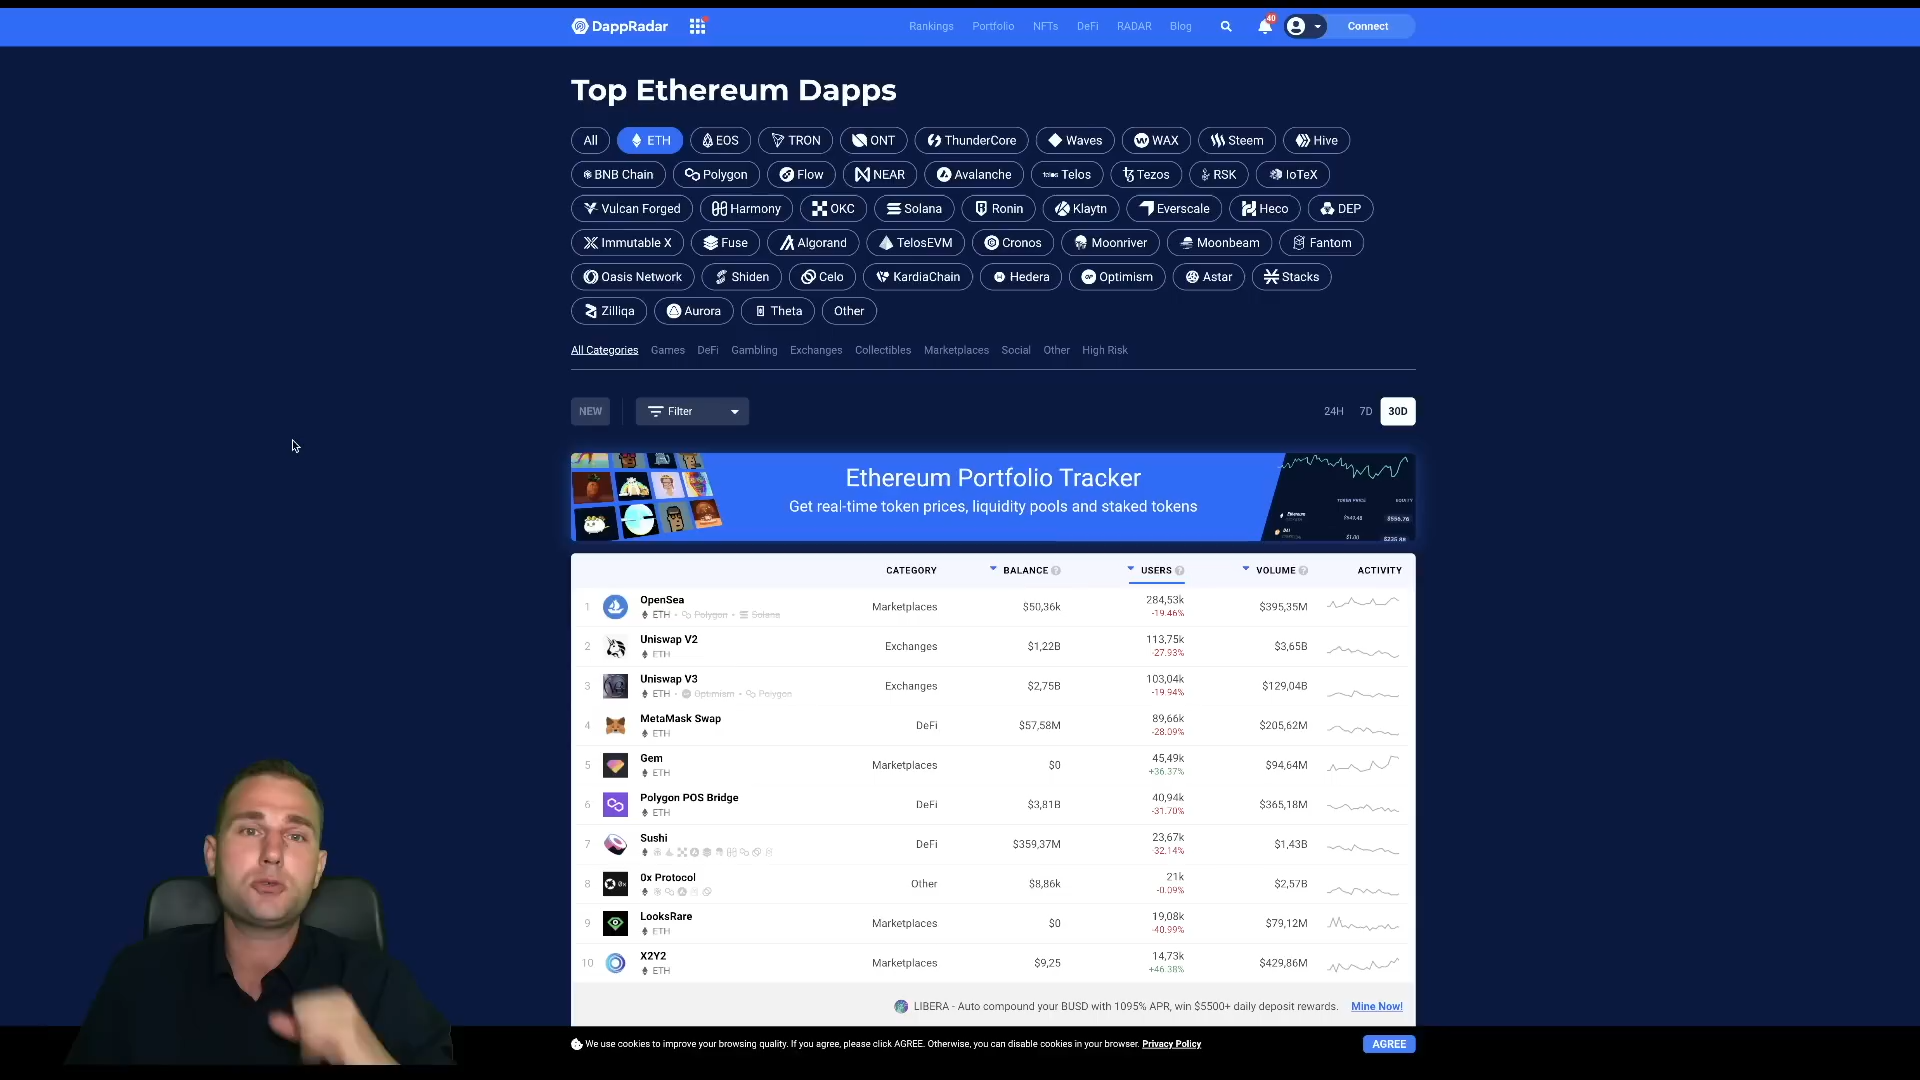 DappRadar
Rankings Portfolio NFTs DeFi RADAR Blog 40 Connect
Top Ethereum Dapps
All ETH EOS TRON ONT ThunderCore Waves WAX Steem Hive
BNB Chain Polygon Flow NEAR Avalanche Telos Tezos RSK IoTeX
Vulcan Forged Harmony OKC Solana Ronin Klaytn Everscale Heco DEP
Immutable X Fuse Algorand TelosEVM Cronos Moonriver Moonbeam Fantom
Oasis Network Shiden Celo KardiaChain Hedera Optimism Astar Stacks
Zilliqa Aurora Theta Other
All Categories Games DeFi Gambling Exchanges Collectibles Marketplaces Social Other High Risk
NEW Filter 24H 7D 30D
Ethereum Portfolio Tracker
Get real-time token prices, liquidity pools and staked tokens
TOKEN PRICE EQUITY
CATEGORY BALANCE USERS VOLUME ACTIVITY
1 OpenSea Marketplaces $50,36k 284,53k $395,35M
ETH • Polygon • Solana -19.46%
2 Uniswap V2 Exchanges $1,22B 113,75k $3,65B
ETH -27.93%
3 Uniswap V3 Exchanges $2,75B 103,04k $129,04B
ETH • Optimism • Polygon -19.94%
4 MetaMask Swap DeFi $57,58M 89,66k $205,62M
ETH -28.09%
5 Gem Marketplaces $0 45,49k $94,64M
ETH +36.37%
6 Polygon POS Bridge DeFi $3,81B 40,94k $365,18M
ETH -31.70%
7 Sushi DeFi $359,37M 23,67k $1,43B
-32.14%
8 0x Protocol Other $8,86k 21k $2,57B
-0.09%
9 LooksRare Marketplaces $0 19,08k $79,12M
ETH -40.99%
10 X2Y2 Marketplaces $9,25 14,73k $429,86M
ETH +46.38%
LIBERA - Auto compound your BUSD with 1095% APR, win $5500+ daily deposit rewards. Mine Now!
We use cookies to improve your browsing quality. If you agree, please click AGREE. Otherwise, you can disable cookies in your browser. Privacy Policy AGREE